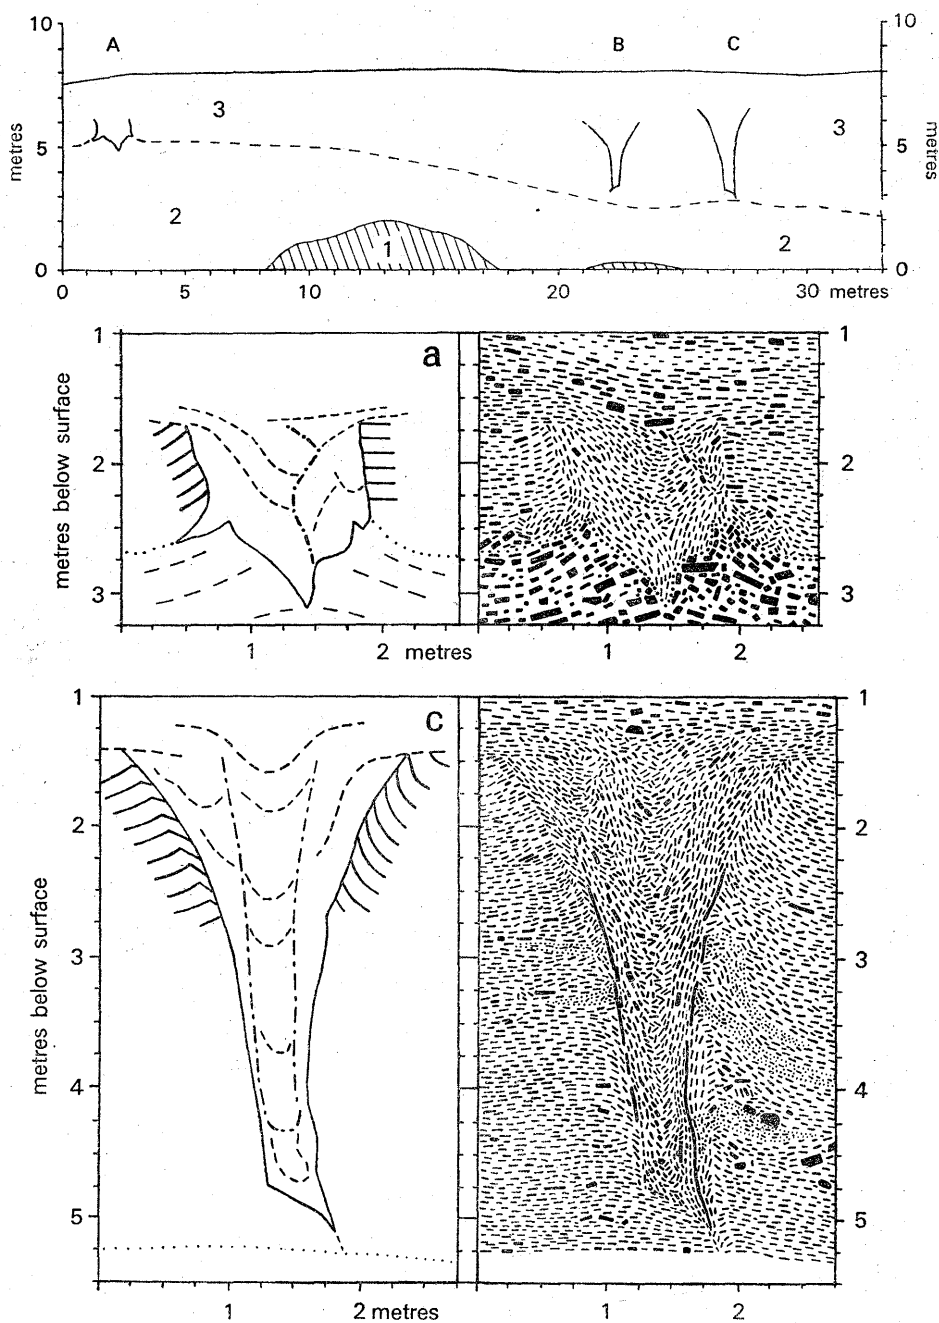 10 10
A B C
3 3
metres 5 5 metres
2 1 2
0 0
0 5 10 20 30 metres
1 a 1
metres below surface
2 2
3 3
1 2 metres 1 2
1 C 1
metres below surface
2 2
3 3
4 4
5 5
1 2 metres 1 2